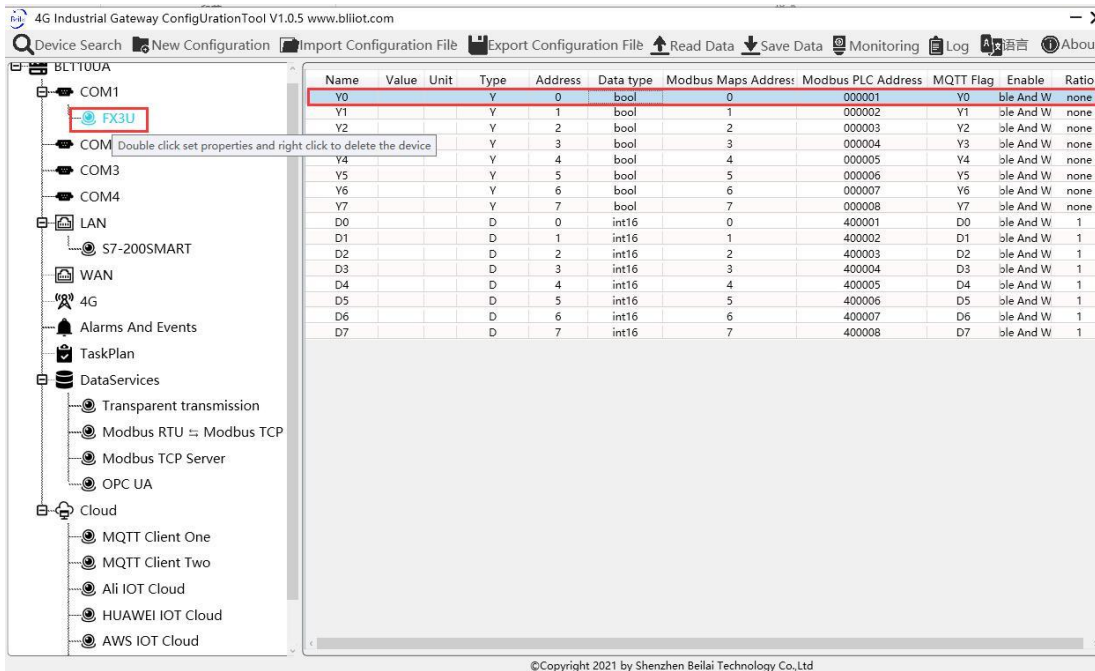 4G Industrial Gateway ConfigUrationTool V1.0.5 www.bliiot.com
Device Search New Configuration Import Configuration File Export Configuration File Read Data Save Data Monitoring Log 语言 Abou
BLT10UA
COM1
FX3U
COM
Double click set properties and right click to delete the device
COM3
COM4
LAN
S7-200SMART
WAN
4G
Alarms And Events
TaskPlan
DataServices
Transparent transmission
Modbus RTU ⇆ Modbus TCP
Modbus TCP Server
OPC UA
Cloud
MQTT Client One
MQTT Client Two
Ali IOT Cloud
HUAWEI IOT Cloud
AWS IOT Cloud
Name Value Unit Type Address Data type Modbus Maps Address Modbus PLC Address MQTT Flag Enable Ratio
Y0 Y 0 bool 0 000001 Y0 ble And W none
Y1 Y 1 bool 1 000002 Y1 ble And W none
Y2 Y 2 bool 2 000003 Y2 ble And W none
Y 3 bool 3 000004 Y3 ble And W none
Y4 Y 4 bool 4 000005 Y4 ble And W none
Y5 Y 5 bool 5 000006 Y5 ble And W none
Y6 Y 6 bool 6 000007 Y6 ble And W none
Y7 Y 7 bool 7 000008 Y7 ble And W none
D0 D 0 int16 0 400001 D0 ble And W 1
D1 D 1 int16 1 400002 D1 ble And W 1
D2 D 2 int16 2 400003 D2 ble And W 1
D3 D 3 int16 3 400004 D3 ble And W 1
D4 D 4 int16 4 400005 D4 ble And W 1
D5 D 5 int16 5 400006 D5 ble And W 1
D6 D 6 int16 6 400007 D6 ble And W 1
D7 D 7 int16 7 400008 D7 ble And W 1
©Copyright 2021 by Shenzhen Beilai Technology Co.,Ltd